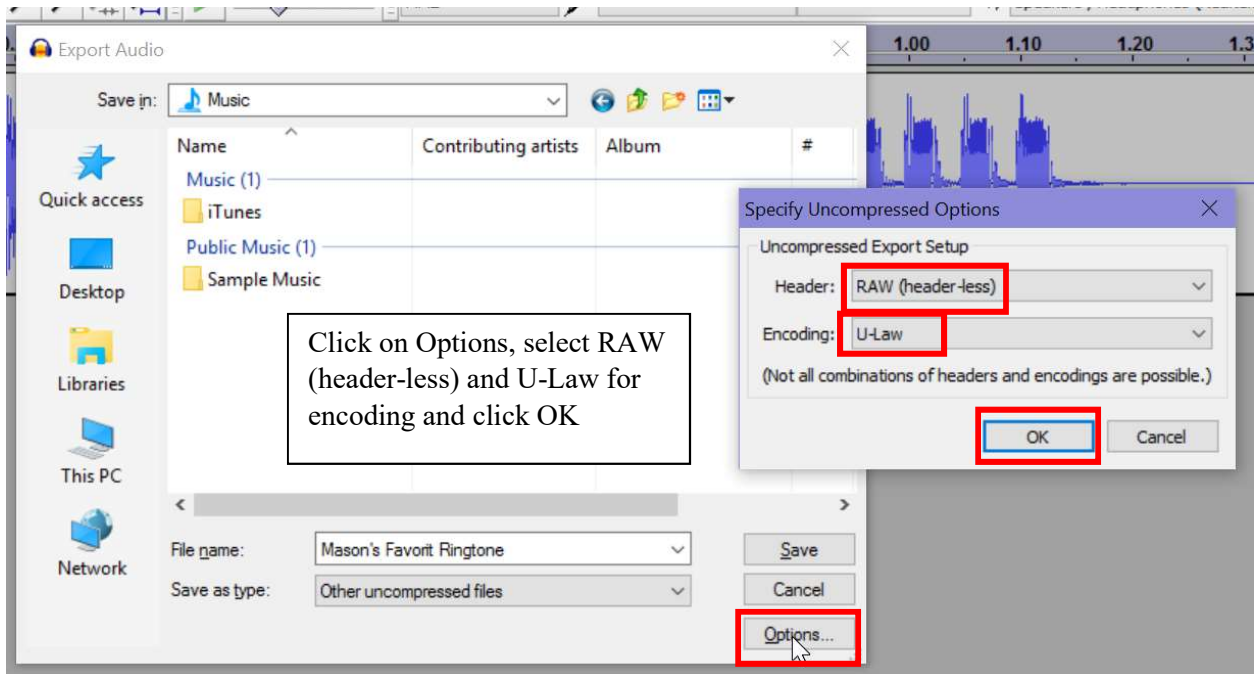 Export Audio
1.00 1.10 1.20 1.3
Save in: Music
Name Contributing artists Album #
Music (1)
iTunes
Public Music (1)
Sample Music
Quick access
Desktop
Libraries
This PC
Network
Click on Options, select RAW
(header-less) and U-Law for
encoding and click OK
Specify Uncompressed Options
Uncompressed Export Setup
Header: RAW (header-less)
Encoding: U-Law
(Not all combinations of headers and encodings are possible.)
OK Cancel
File name: Mason's Favorit Ringtone Save
Save as type: Other uncompressed files Cancel
Options...